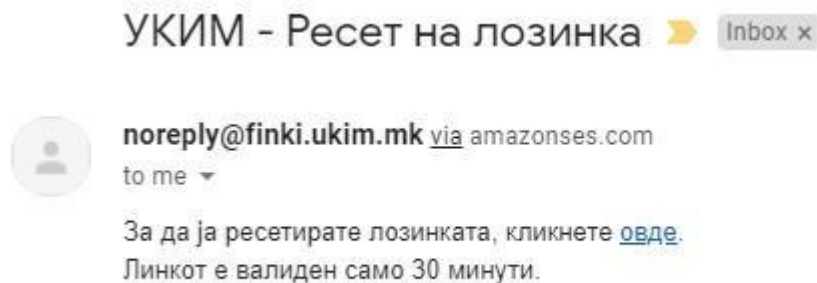 УКИМ - Ресет на лозинка Inbox x
noreply@finki.ukim.mk via amazonses.com
to me
За да ја ресетирате лозинката, кликнете овде.
Линкот е валиден само 30 минути.